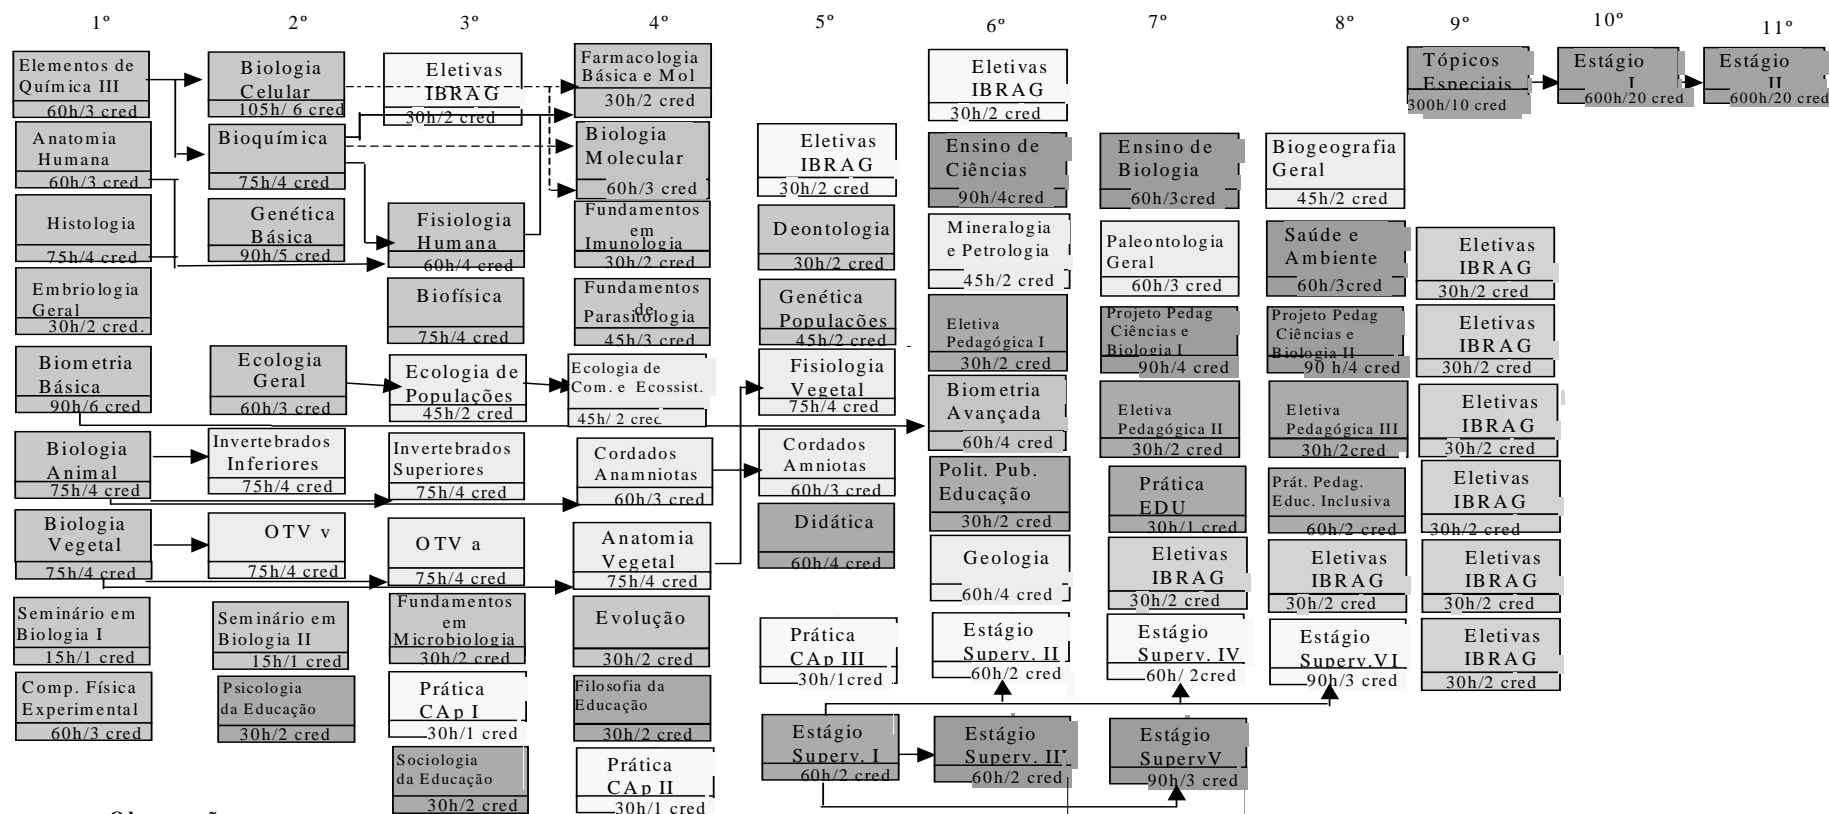 1º
2º
3º
4º
5º
6º
7º
8º
9º
10º
11º
Elementos de
Química III
60h/3 cred
Anatomia
Humana
60h/3 cred
Histologia
75h/4 cred
Embriologia
Geral
30h/2 cred.
Biometria
Básica
90h/6 cred
Biologia
Animal
75h/4 cred
Biologia
Vegetal
75h/4 cred
Seminário em
Biologia I
15h/1 cred
Comp. Física
Experimental
60h/3 cred
Biologia
Celular
105h/ 6 cred
Bioquímica
75h/4 cred
Genética
Básica
90h/5 cred
Ecologia
Geral
60h/3 cred
Invertebrados
Inferiores
75h/4 cred
OTV v
75h/4 cred
Seminário em
Biologia II
15h/1 cred
Psicologia
da Educação
30h/2 cred
Eletivas
IBRAG
30h/2 cred
Fisiologia
Humana
60h/4 cred
Biofísica
75h/4 cred
Ecologia de
Populações
45h/2 cred
Invertebrados
Superiores
75h/4 cred
OTV a
75h/4 cred
Fundamentos
em
Microbiologia
30h/2 cred
Prática
CAp I
30h/1 cred
Sociologia
da Educação
30h/2 cred
Farmacologia
Básica e Mol
30h/2 cred
Biologia
Molecular
60h/3 cred
Fundamentos
em
Imunologia
30h/2 cred
Fundamentos
de
Parasitologia
45h/3 cred
Ecologia de
Com. e Ecossist.
45h/ 2 cred
Cordados
Anamniotas
60h/3 cred
Anatomia
Vegetal
75h/4 cred
Evolução
30h/2 cred
Filosofia da
Educação
30h/2 cred
Prática
CAp II
30h/1 cred
Eletivas
IBRAG
30h/2 cred
Deontologia
30h/2 cred
Genética
Populações
45h/2 cred
Fisiologia
Vegetal
75h/4 cred
Cordados
Amniotas
60h/3 cred
Didática
60h/4 cred
Prática
CAp III
30h/1cred
Estágio
Superv. I
60h/2 cred
Eletivas
IBRAG
30h/2 cred
Ensino de
Ciências
90h/4cred
Mineralogia
e Petrologia
45h/2 cred
Eletiva
Pedagógica I
30h/2 cred
Biometria
Avançada
60h/4 cred
Polit. Pub.
Educação
30h/2 cred
Geologia
60h/4 cred
Estágio
Superv. II
60h/2 cred
Estágio
Superv.
60h/2 cred
Ensino de
Biologia
60h/3cred
Paleontologia
Geral
60h/3 cred
Projeto Pedag
Ciências e
Biologia I
90h/4 cred
Eletiva
Pedagógica II
30h/2 cred
Prática
EDU
30h/1 cred
Eletivas
IBRAG
30h/2 cred
Estágio
Superv. IV
60h/ 2cred
Estágio
SupervV
90h/3 cred
Biogeografia
Geral
45h/2 cred
Saúde e
Ambiente
60h/3cred
Projeto Pedag
Ciências e
Biologia II
90 h/4 cred
Eletiva
Pedagógica III
30h/2cred
Prát. Pedag.
Educ. Inclusiva
60h/2 cred
Eletivas
IBRAG
30h/2 cred
Estágio
Superv.VI
90h/3 cred
Tópicos
Especiais
300h/10 cred
Eletivas
IBRAG
30h/2 cred
Eletivas
IBRAG
30h/2 cred
Eletivas
IBRAG
30h/2 cred
Eletivas
IBRAG
30h/2 cred
Eletivas
IBRAG
30h/2 cred
Eletivas
IBRAG
30h/2 cred
Estágio
I
600h/20 cred
Estágio
II
600h/20 cred